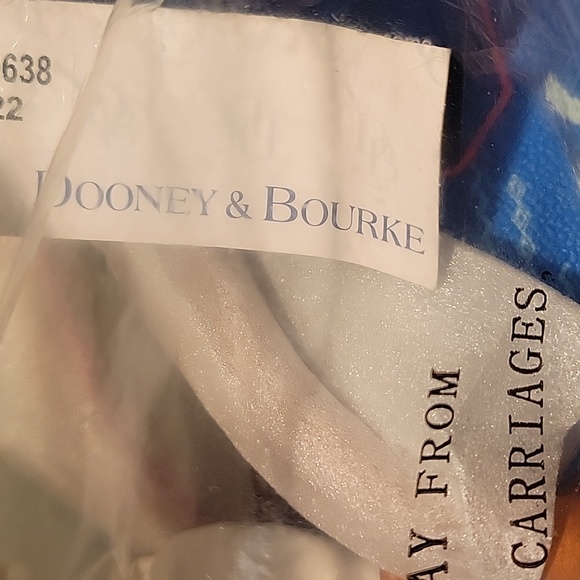 638
22
DOONEY & BOURKE
AY FROM
CARRIAGES,